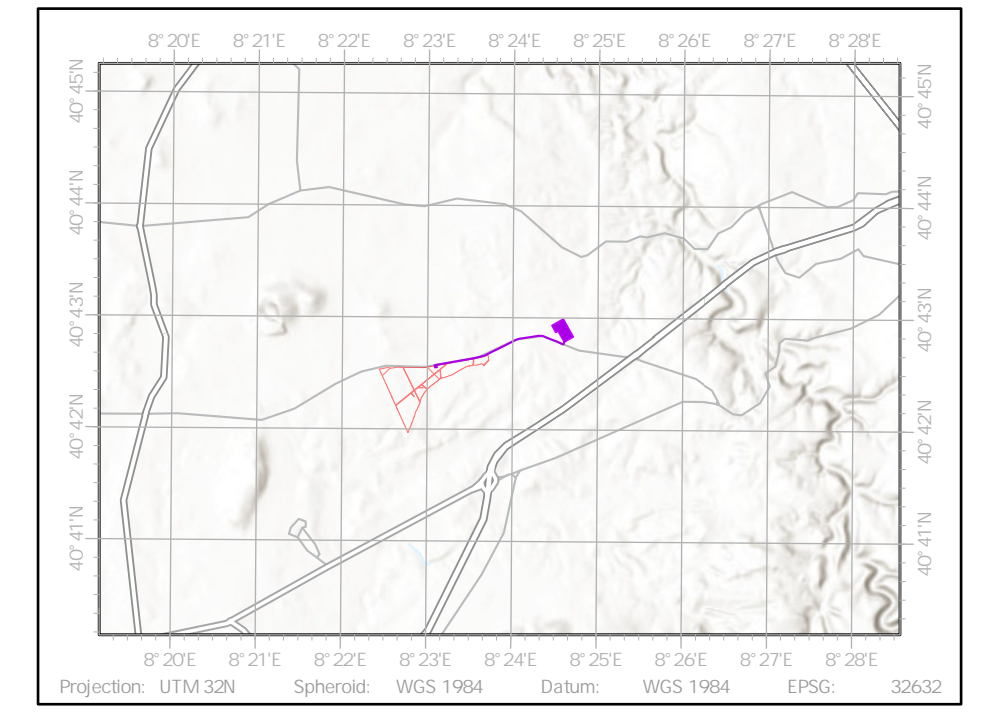 8° 20'E 8° 21'E 8° 22'E 8° 23'E 8° 24'E 8° 25'E 8° 26'E 8° 27'E 8° 28'E
40° 45'N 40° 45'N
40° 44'N 40° 44'N
40° 43'N 40° 43'N
40° 42'N 40° 42'N
40° 41'N 40° 41'N
8° 20'E 8° 21'E 8° 22'E 8° 23'E 8° 24'E 8° 25'E 8° 26'E 8° 27'E 8° 28'E
Projection: UTM 32N Spheroid: WGS 1984 Datum: WGS 1984 EPSG: 32632